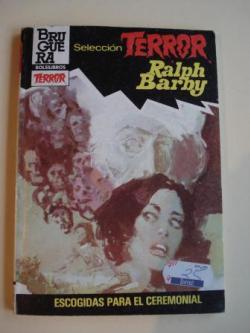 BRU
GUE
RA
BOLSILIBROS
TERROR
Selección TERROR
Ralph
Barby
ESCOGIDAS PARA EL CEREMONIAL